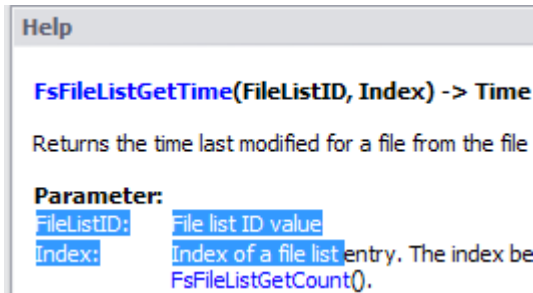 Help
FsFileListGetTime(FileListID, Index) -> Time
Returns the time last modified for a file from the file
Parameter:
FileListID: File list ID value
Index: Index of a file list entry. The index be
FsFileListGetCount().